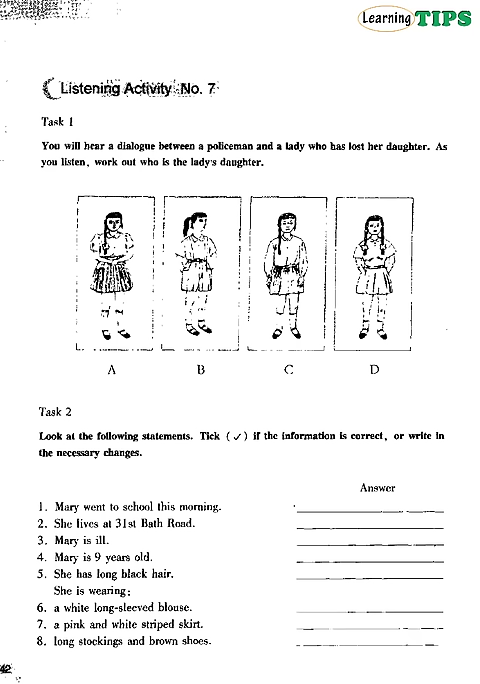 Learning TIPS
Listening Activity No. 7
Task 1
You will hear a dialogue between a policeman and a lady who has lost her daughter. As
you listen, work out who is the lady's daughter.
A B C D
Task 2
Look at the following statements. Tick ( ✓ ) if the information is correct, or write in
the necessary changes.
Answer
1. Mary went to school this morning.
2. She lives at 31st Bath Road.
3. Mary is ill.
4. Mary is 9 years old.
5. She has long black hair.
She is wearing:
6. a white long-sleeved blouse.
7. a pink and white striped skirt.
8. long stockings and brown shoes.
42